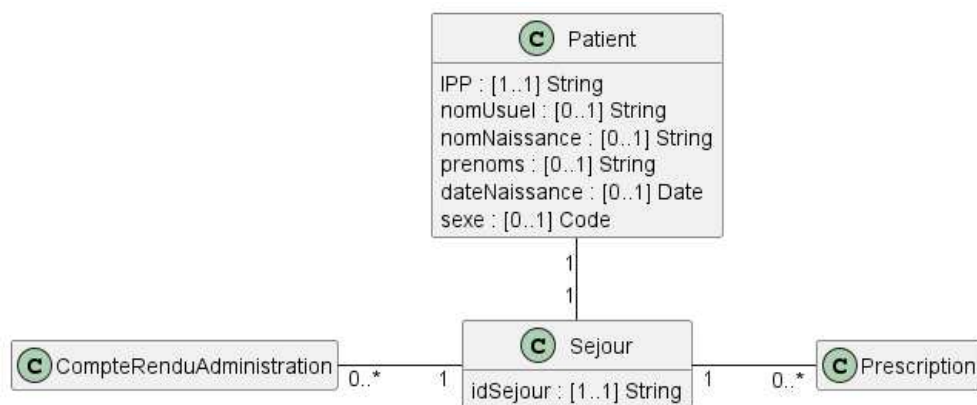 C Patient
IPP : [1..1] String
nomUsuel : [0..1] String
nomNaissance : [0..1] String
prenoms : [0..1] String
dateNaissance : [0..1] Date
sexe : [0..1] Code
1
1
C CompteRenduAdministration
0..*
1
C Sejour
idSejour : [1..1] String
1
0..*
C Prescription